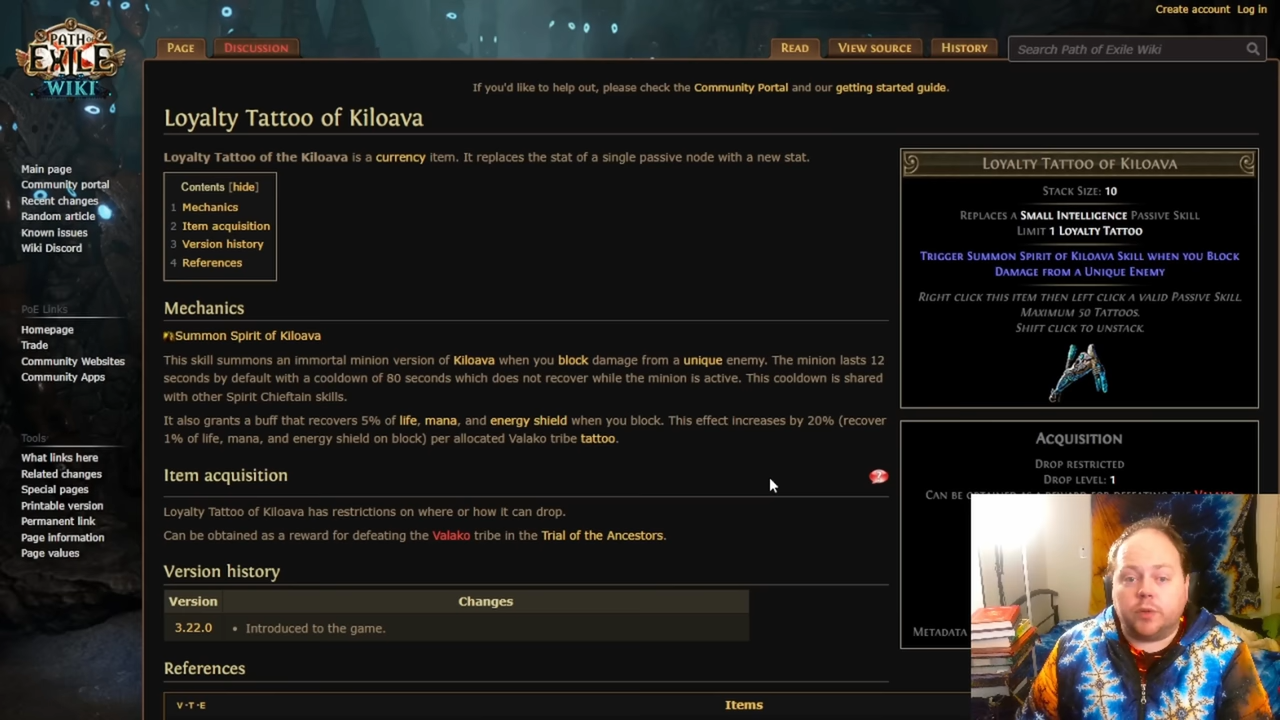 Create account Log in
PATH OF EXILE WIKI
PAGE DISCUSSION READ VIEW SOURCE HISTORY Search Path of Exile Wiki
If you'd like to help out, please check the Community Portal and our getting started guide.
Loyalty Tattoo of Kiloava
Loyalty Tattoo of the Kiloava is a currency item. It replaces the stat of a single passive node with a new stat.
Contents [hide]
1 Mechanics
2 Item acquisition
3 Version history
4 References
Main page
Community portal
Recent changes
Random article
Known issues
Wiki Discord
PoE Links
Homepage
Trade
Community Websites
Community Apps
Tools
What links here
Related changes
Special pages
Printable version
Permanent link
Page information
Page values
Mechanics
Summon Spirit of Kiloava
This skill summons an immortal minion version of Kiloava when you block damage from a unique enemy. The minion lasts 12
seconds by default with a cooldown of 80 seconds which does not recover while the minion is active. This cooldown is shared
with other Spirit Chieftain skills.
It also grants a buff that recovers 5% of life, mana, and energy shield when you block. This effect increases by 20% (recover
1% of life, mana, and energy shield on block) per allocated Valako tribe tattoo.
Item acquisition
Loyalty Tattoo of Kiloava has restrictions on where or how it can drop.
Can be obtained as a reward for defeating the Valako tribe in the Trial of the Ancestors.
Version history
Version Changes
3.22.0 • Introduced to the game.
References
V · T · E Items
LOYALTY TATTOO OF KILOAVA
STACK SIZE: 10
REPLACES A SMALL INTELLIGENCE PASSIVE SKILL
LIMIT 1 LOYALTY TATTOO
TRIGGER SUMMON SPIRIT OF KILOAVA SKILL WHEN YOU BLOCK
DAMAGE FROM A UNIQUE ENEMY
RIGHT CLICK THIS ITEM THEN LEFT CLICK A VALID PASSIVE SKILL.
MAXIMUM 50 TATTOOS.
SHIFT CLICK TO UNSTACK.
ACQUISITION
DROP RESTRICTED
DROP LEVEL: 1
CAN BE OBTAINED AS A REWARD FOR DEFEATING THE VALAKO
METADATA